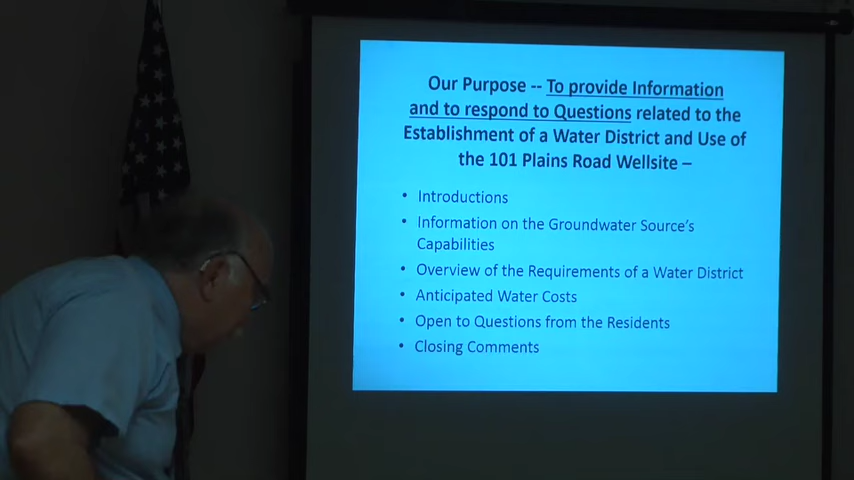 Our Purpose -- To provide Information
and to respond to Questions related to the
Establishment of a Water District and Use of
the 101 Plains Road Wellsite –
• Introductions
• Information on the Groundwater Source's
Capabilities
• Overview of the Requirements of a Water District
• Anticipated Water Costs
• Open to Questions from the Residents
• Closing Comments